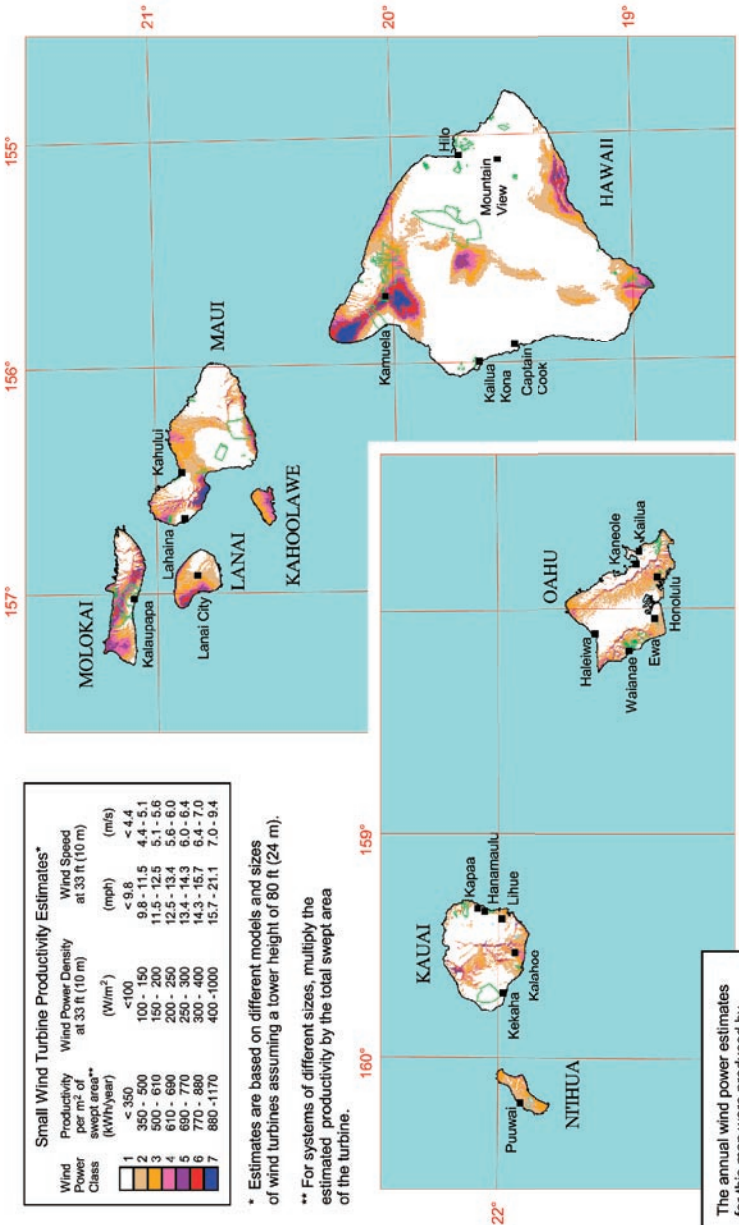 Small Wind Turbine Productivity Estimates*
Wind Power Class
Productivity per m² of swept area** (kWh/year)
Wind Power Density at 33 ft (10 m)
(W/m²)
Wind Speed at 33 ft (10 m)
(mph) (m/s)
1 < 350 <100 < 9.8 < 4.4
2 350 - 500 100 - 150 9.8 - 11.5 4.4 - 5.1
3 500 - 610 150 - 200 11.5 - 12.5 5.1 - 5.6
4 610 - 690 200 - 250 12.5 - 13.4 5.6 - 6.0
5 690 - 770 250 - 300 13.4 - 14.3 6.0 - 6.4
6 770 - 880 300 - 400 14.3 - 15.7 6.4 - 7.0
7 880 -1170 400 -1000 15.7 - 21.1 7.0 - 9.4
* Estimates are based on different models and sizes
of wind turbines assuming a tower height of 80 ft (24 m).
** For systems of different sizes, multiply the
estimated productivity by the total swept area
of the turbine.
157°
156°
155°
21°
20°
19°
MOLOKAI
Kalaupapa
Lahaina
Kahului
MAUI
Lanai City
LANAI
KAHOOLAWE
Kamuela
Hilo
Mountain
View
Kailua
Kona
Captain
Cook
HAWAII
160°
159°
22°
KAUAI
Kapaa
Hanamaulu
Lihue
Kekaha
Kalahoe
Puuwai
NI'IHUA
OAHU
Haleiwa
Kaneole
Kailua
Waianae
Ewa
Honolulu
The annual wind power estimates